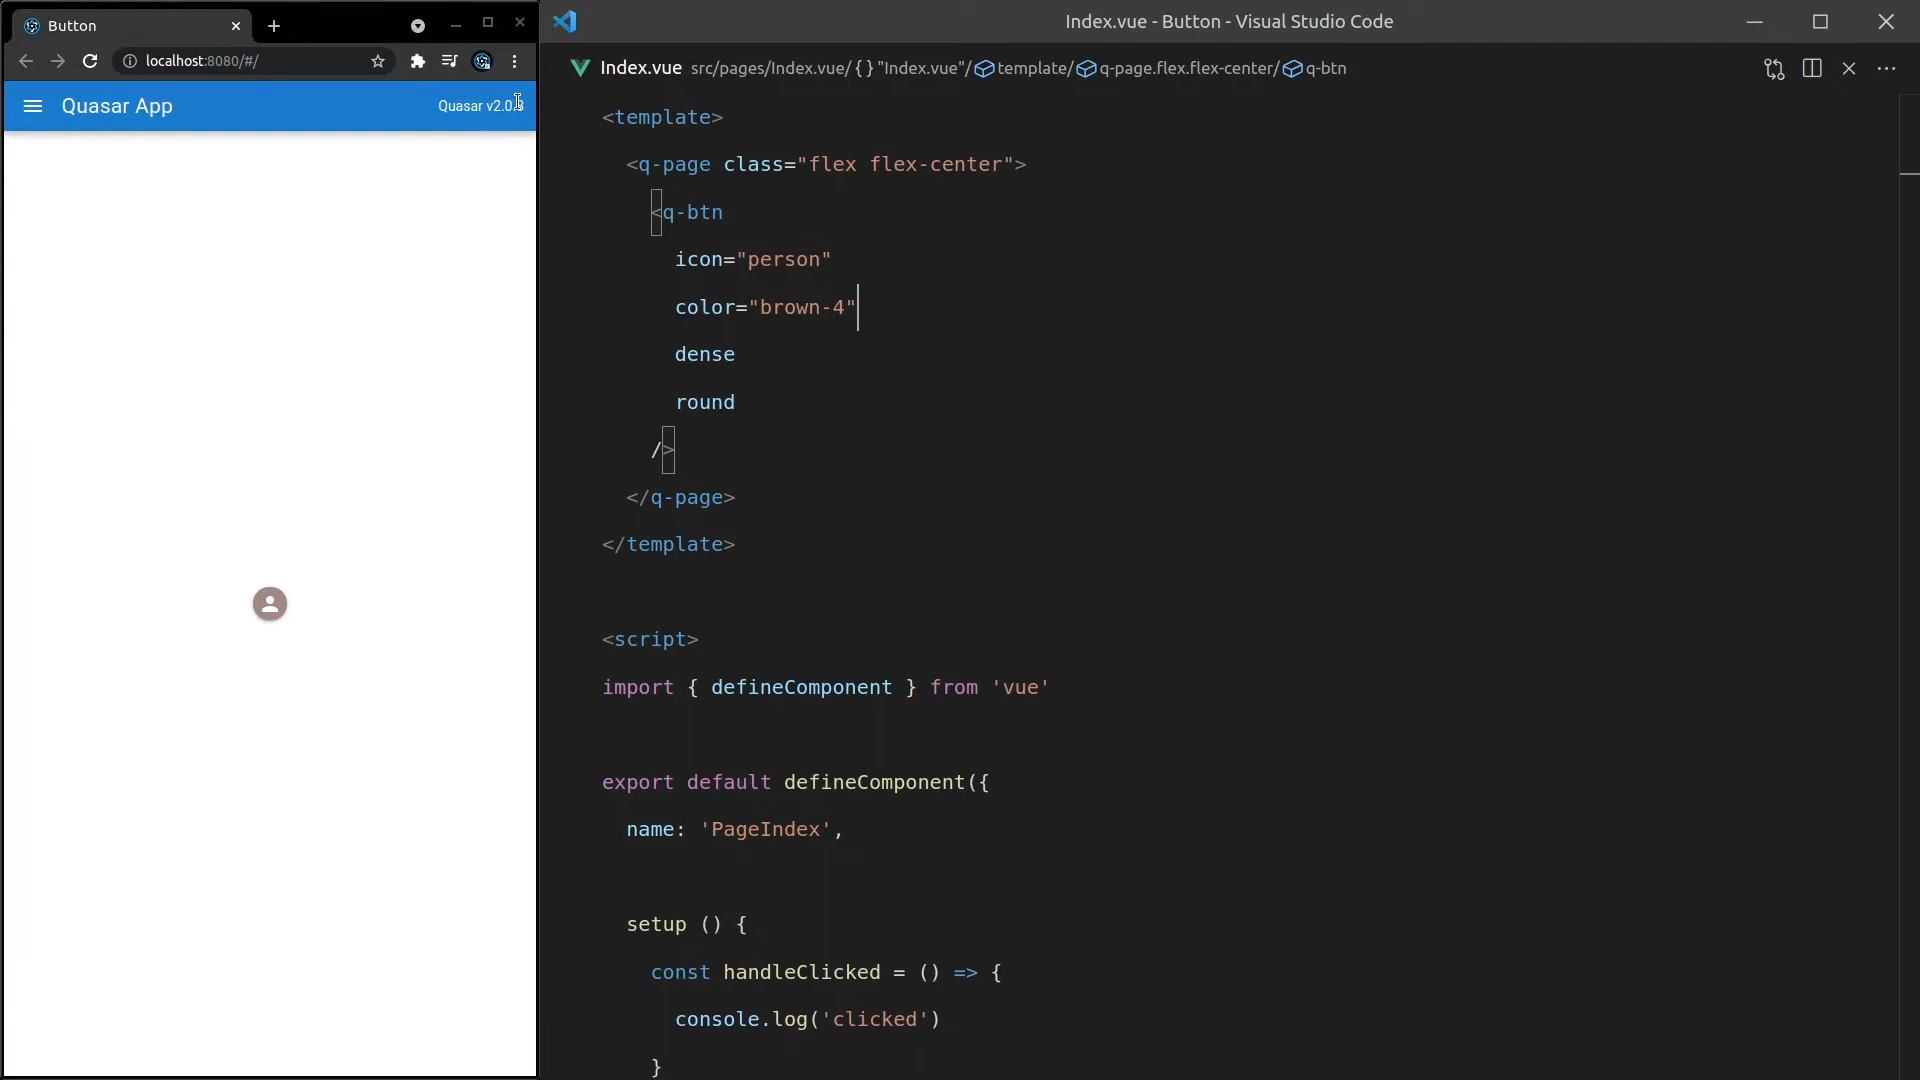 Button
localhost:8080/#/
Quasar App
Quasar v2.0.
Index.vue - Button - Visual Studio Code
Index.vue src/pages/Index.vue/ {} "Index.vue"/ template/ q-page.flex.flex-center/ q-btn
<template>
<q-page class="flex flex-center">
<q-btn
icon="person"
color="brown-4"
dense
round
/>
</q-page>
</template>
<script>
import { defineComponent } from 'vue'
export default defineComponent({
name: 'PageIndex',
setup () {
const handleClicked = () => {
console.log('clicked')
}